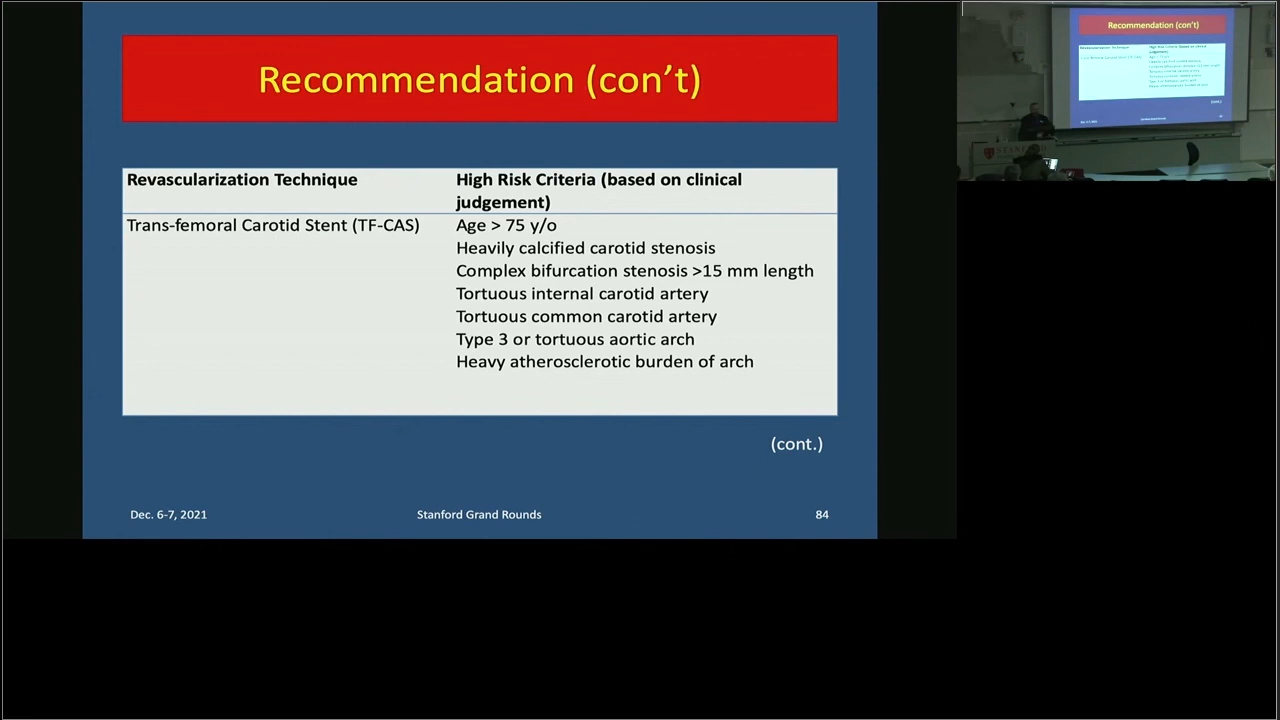 Recommendation (con’t)
Revascularization Technique
High Risk Criteria (based on clinical
judgement)
Trans-femoral Carotid Stent (TF-CAS)
Age > 75 y/o
Heavily calcified carotid stenosis
Complex bifurcation stenosis >15 mm length
Tortuous internal carotid artery
Tortuous common carotid artery
Type 3 or tortuous aortic arch
Heavy atherosclerotic burden of arch
(cont.)
Dec. 6-7, 2021
Stanford Grand Rounds
84
Recommendation (con’t)
STANFORD